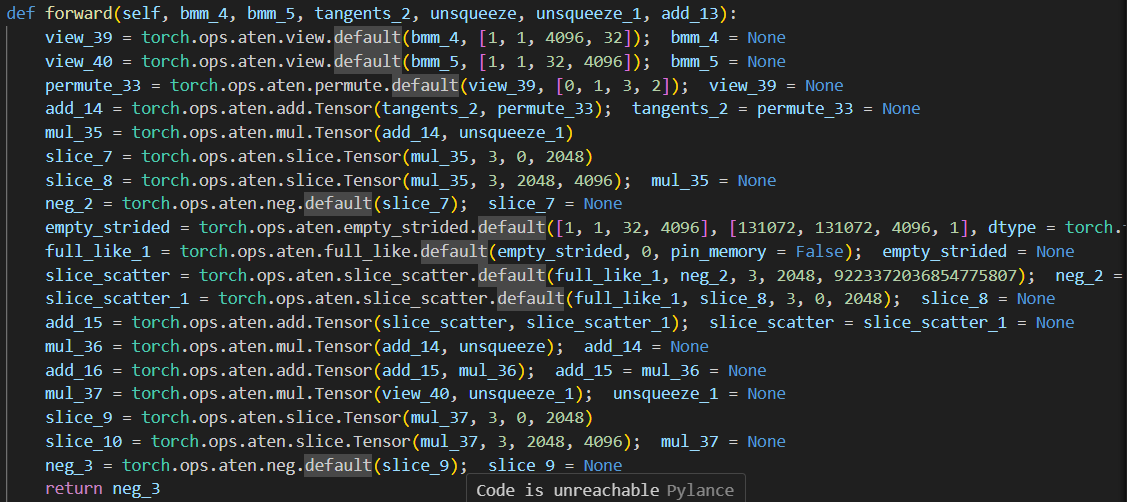 def forward(self, bmm_4, bmm_5, tangents_2, unsqueeze, unsqueeze_1, add_13):
    view_39 = torch.ops.aten.view.default(bmm_4, [1, 1, 4096, 32]);  bmm_4 = None
    view_40 = torch.ops.aten.view.default(bmm_5, [1, 1, 32, 4096]);  bmm_5 = None
    permute_33 = torch.ops.aten.permute.default(view_39, [0, 1, 3, 2]);  view_39 = None
    add_14 = torch.ops.aten.add.Tensor(tangents_2, permute_33);  tangents_2 = permute_33 = None
    mul_35 = torch.ops.aten.mul.Tensor(add_14, unsqueeze_1)
    slice_7 = torch.ops.aten.slice.Tensor(mul_35, 3, 0, 2048)
    slice_8 = torch.ops.aten.slice.Tensor(mul_35, 3, 2048, 4096);  mul_35 = None
    neg_2 = torch.ops.aten.neg.default(slice_7);  slice_7 = None
    empty_strided = torch.ops.aten.empty_strided.default([1, 1, 32, 4096], [131072, 131072, 4096, 1], dtype = torch.
    full_like_1 = torch.ops.aten.full_like.default(empty_strided, 0, pin_memory = False);  empty_strided = None
    slice_scatter = torch.ops.aten.slice_scatter.default(full_like_1, neg_2, 3, 2048, 9223372036854775807);  neg_2 =
    slice_scatter_1 = torch.ops.aten.slice_scatter.default(full_like_1, slice_8, 3, 0, 2048);  slice_8 = None
    add_15 = torch.ops.aten.add.Tensor(slice_scatter, slice_scatter_1);  slice_scatter = slice_scatter_1 = None
    mul_36 = torch.ops.aten.mul.Tensor(add_14, unsqueeze);  add_14 = None
    add_16 = torch.ops.aten.add.Tensor(add_15, mul_36);  add_15 = mul_36 = None
    mul_37 = torch.ops.aten.mul.Tensor(view_40, unsqueeze_1);  unsqueeze_1 = None
    slice_9 = torch.ops.aten.slice.Tensor(mul_37, 3, 0, 2048)
    slice_10 = torch.ops.aten.slice.Tensor(mul_37, 3, 2048, 4096);  mul_37 = None
    neg_3 = torch.ops.aten.neg.default(slice_9);  slice_9 = None
    return neg_3
Code is unreachable Pylance